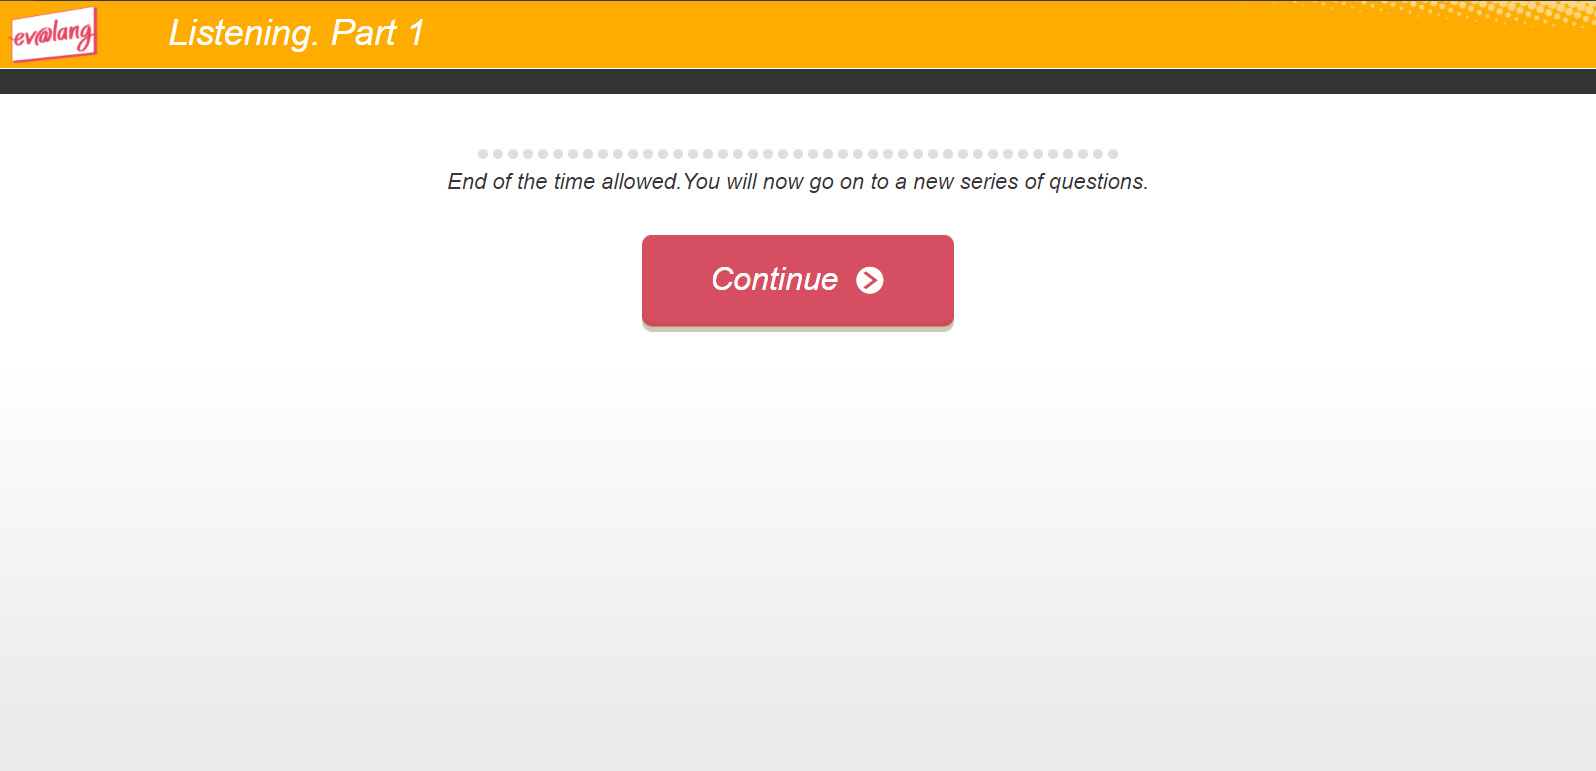 ev@lang
Listening. Part 1
End of the time allowed.You will now go on to a new series of questions.
Continue